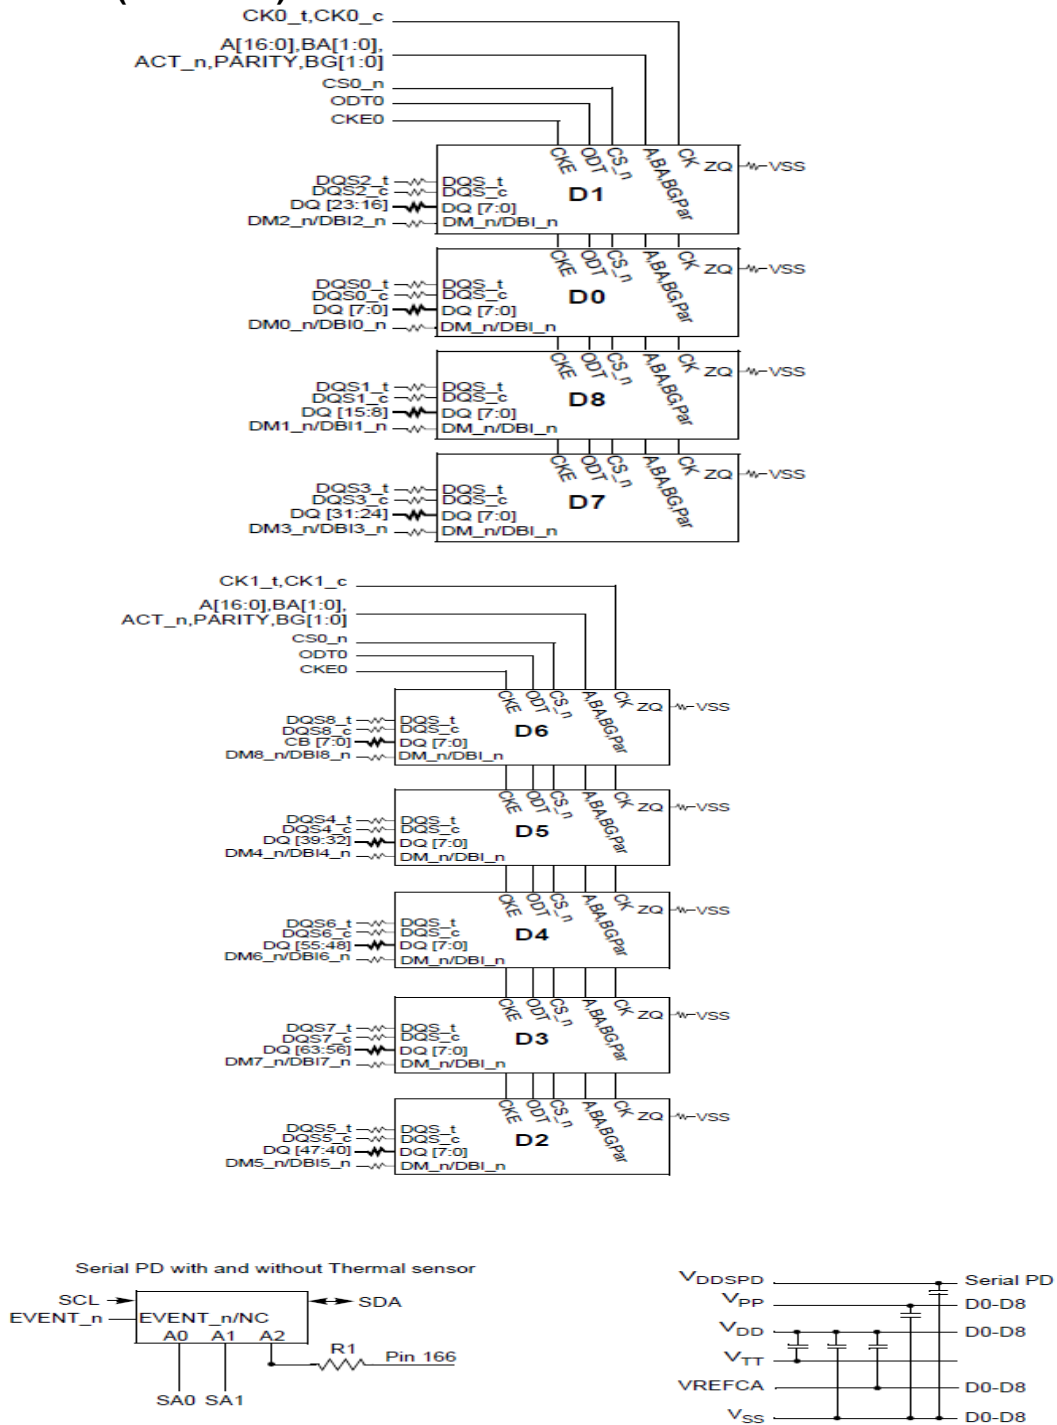 CK0_t,CK0_c
A[16:0],BA[1:0],
ACT_n,PARITY,BG[1:0]
CS0_n
ODT0
CKE0
CKE ODT CS_n A,BA,BG,Par CK ZQ VSS
DQS2_t DQS_t
DQS2_c DQS_c
D1
DQ [23:16] DQ [7:0]
DM2_n/DBI2_n DM_n/DBI_n
CKE ODT CS_n A,BA,BG,Par CK ZQ VSS
DQS0_t DQS_t
DQS0_c DQS_c
D0
DQ [7:0] DQ [7:0]
DM0_n/DBI0_n DM_n/DBI_n
CKE ODT CS_n A,BA,BG,Par CK ZQ VSS
DQS1_t DQS_t
DQS1_c DQS_c
D8
DQ [15:8] DQ [7:0]
DM1_n/DBI1_n DM_n/DBI_n
CKE ODT CS_n A,BA,BG,Par CK ZQ VSS
DQS3_t DQS_t
DQS3_c DQS_c
D7
DQ [31:24] DQ [7:0]
DM3_n/DBI3_n DM_n/DBI_n
CK1_t,CK1_c
A[16:0],BA[1:0],
ACT_n,PARITY,BG[1:0]
CS0_n
ODT0
CKE0
CKE ODT CS_n A,BA,BG,Par CK ZQ VSS
DQS8_t DQS_t
DQS8_c DQS_c
D6
CB [7:0] DQ [7:0]
DM8_n/DBI8_n DM_n/DBI_n
CKE ODT CS_n A,BA,BG,Par CK ZQ VSS
DQS4_t DQS_t
DQS4_c DQS_c
D5
DQ [39:32] DQ [7:0]
DM4_n/DBI4_n DM_n/DBI_n
CKE ODT CS_n A,BA,BG,Par CK ZQ VSS
DQS6_t DQS_t
DQS6_c DQS_c
D4
DQ [55:48] DQ [7:0]
DM6_n/DBI6_n DM_n/DBI_n
CKE ODT CS_n A,BA,BG,Par CK ZQ VSS
DQS7_t DQS_t
DQS7_c DQS_c
D3
DQ [63:56] DQ [7:0]
DM7_n/DBI7_n DM_n/DBI_n
CKE ODT CS_n A,BA,BG,Par CK ZQ VSS
DQS5_t DQS_t
DQS5_c DQS_c
D2
DQ [47:40] DQ [7:0]
DM5_n/DBI5_n DM_n/DBI_n
Serial PD with and without Thermal sensor
SCL SDA
EVENT_n EVENT_n/NC
A0 A1 A2
R1 Pin 166
SA0 SA1
VDDSPD Serial PD
VPP D0-D8
VDD D0-D8
VTT
VREFCA D0-D8
VSS D0-D8